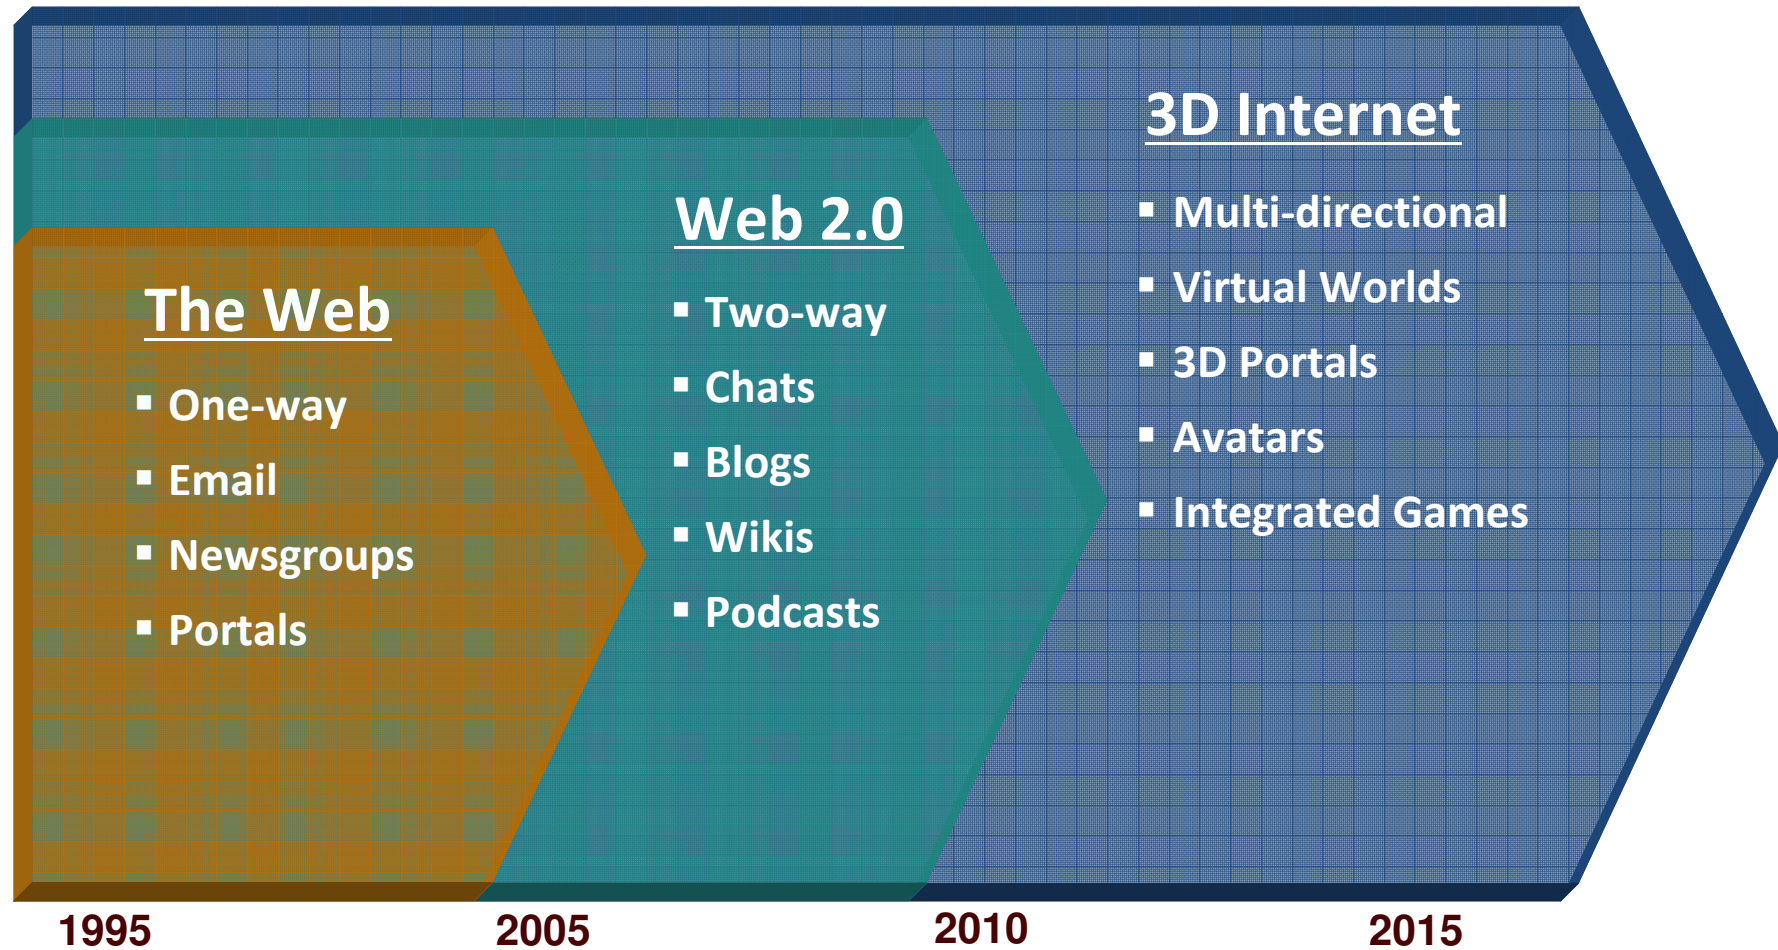 The Web
▪ One-way
▪ Email
▪ Newsgroups
▪ Portals
Web 2.0
▪ Two-way
▪ Chats
▪ Blogs
▪ Wikis
▪ Podcasts
3D Internet
▪ Multi-directional
▪ Virtual Worlds
▪ 3D Portals
▪ Avatars
▪ Integrated Games
1995
2005
2010
2015